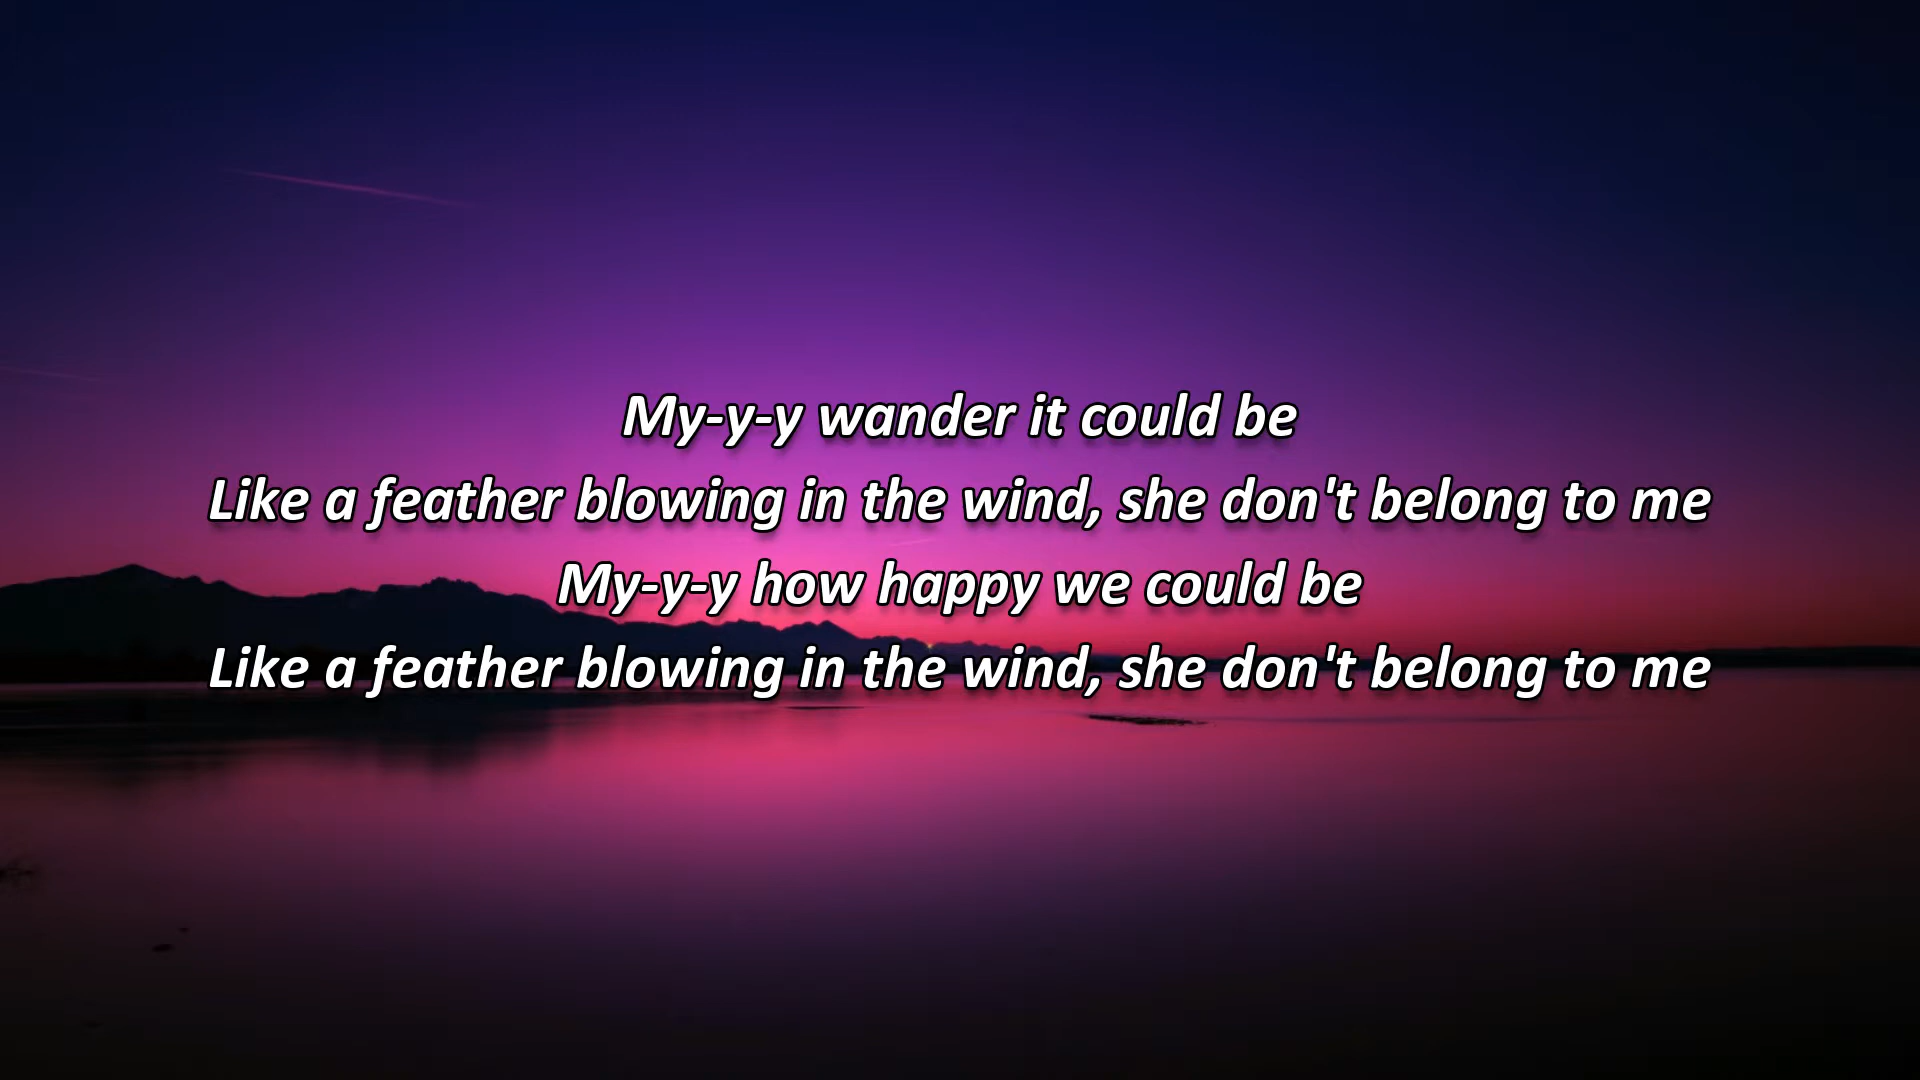 My-y-y wander it could be
Like a feather blowing in the wind, she don't belong to me
My-y-y how happy we could be
Like a feather blowing in the wind, she don't belong to me